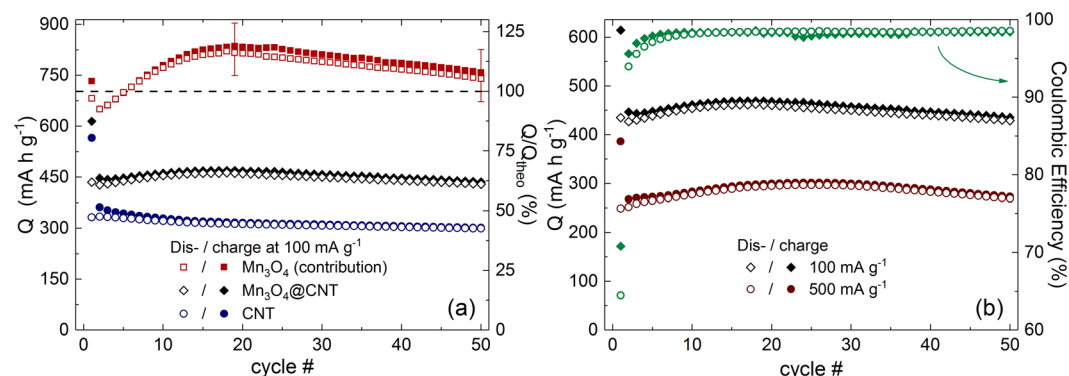 900
750
600
450
300
150
0
Q (mA h g⁻¹)
125
100
75
50
25
0
Q/Q_theo (%)
Dis- / charge at 100 mA g⁻¹
/ Mn₃O₄ (contribution)
/ Mn₃O₄@CNT
/ CNT
(a)
0 10 20 30 40 50
cycle #
600
500
400
300
200
100
0
Q (mA h g⁻¹)
100
90
80
70
60
Coulombic Efficiency (%)
Dis- / charge
/ 100 mA g⁻¹
/ 500 mA g⁻¹
(b)
0 10 20 30 40 50
cycle #